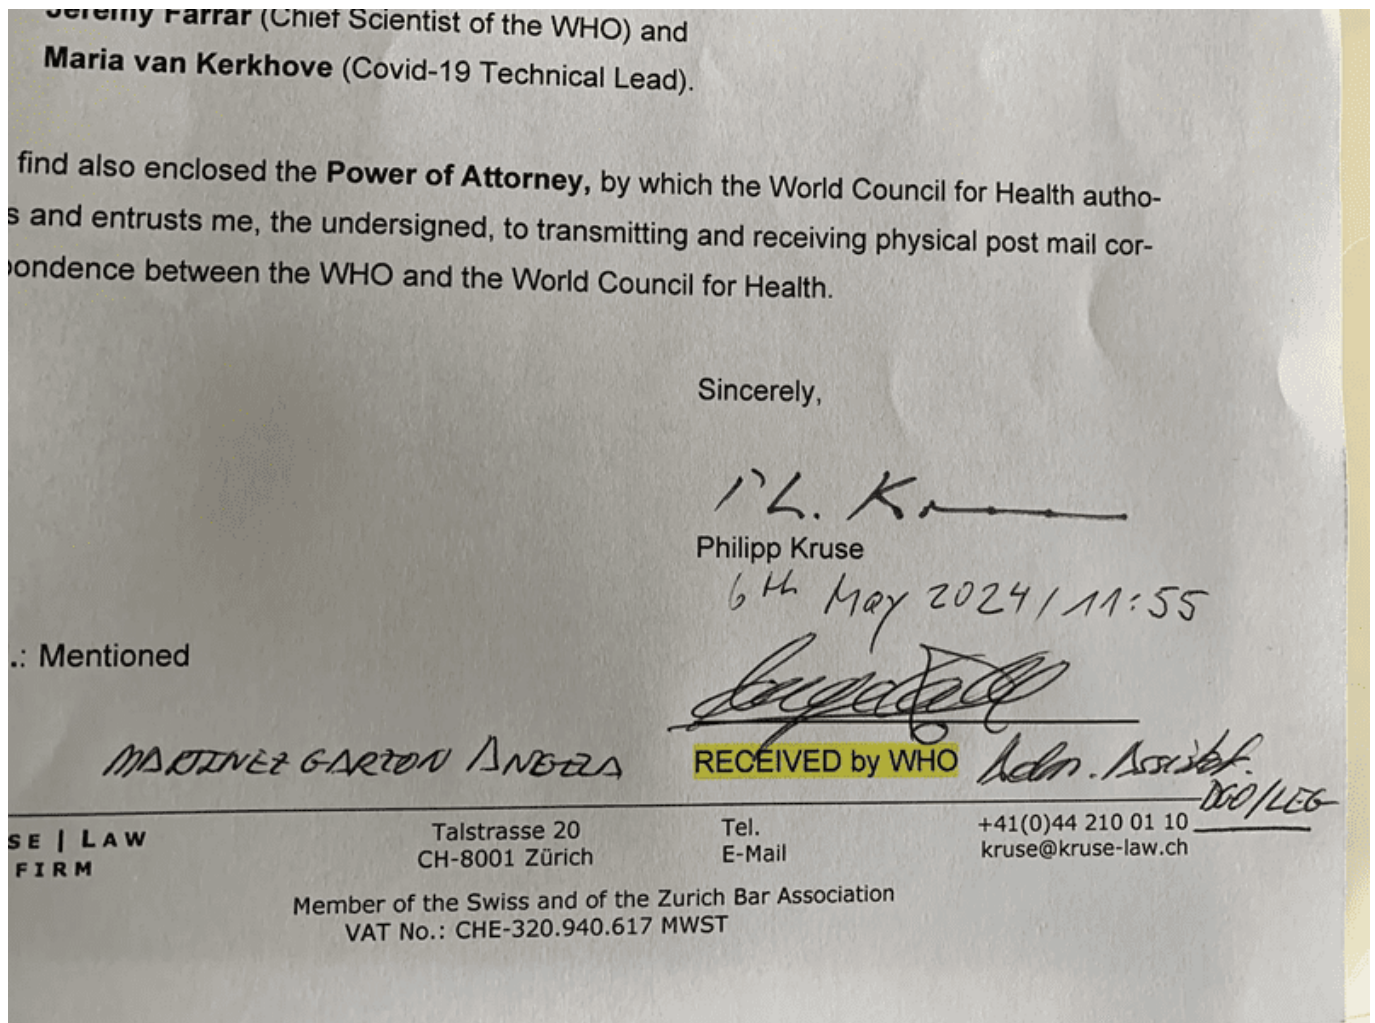 Jeremy Farrar (Chief Scientist of the WHO) and
Maria van Kerkhove (Covid-19 Technical Lead).
find also enclosed the Power of Attorney, by which the World Council for Health autho-
s and entrusts me, the undersigned, to transmitting and receiving physical post mail cor-
pondence between the WHO and the World Council for Health.
Sincerely,
Ph. K
Philipp Kruse
6th May 2024 / 11:55
.: Mentioned
MARTINEZ GARZON ANGELA
RECEIVED by WHO Adm. Assist.
DGO/LEG
SE | LAW
FIRM
Talstrasse 20
CH-8001 Zürich
Tel.
E-Mail
+41(0)44 210 01 10
kruse@kruse-law.ch
Member of the Swiss and of the Zurich Bar Association
VAT No.: CHE-320.940.617 MWST